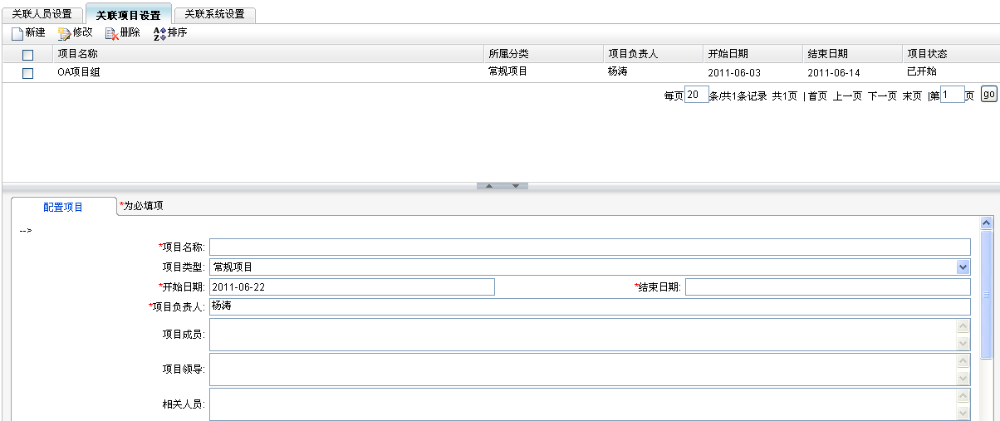 关联人员设置 关联项目设置 关联系统设置
新建 修改 删除 排序
项目名称 所属分类 项目负责人 开始日期 结束日期 项目状态
OA项目组 常规项目 杨涛 2011-06-03 2011-06-14 已开始
每页 20 条/共1条记录 共1页 | 首页 上一页 下一页 末页 |第 1 页 go
配置项目 *为必填项
-->
*项目名称:
项目类型: 常规项目
*开始日期: 2011-06-22 *结束日期:
*项目负责人: 杨涛
项目成员:
项目领导:
相关人员: